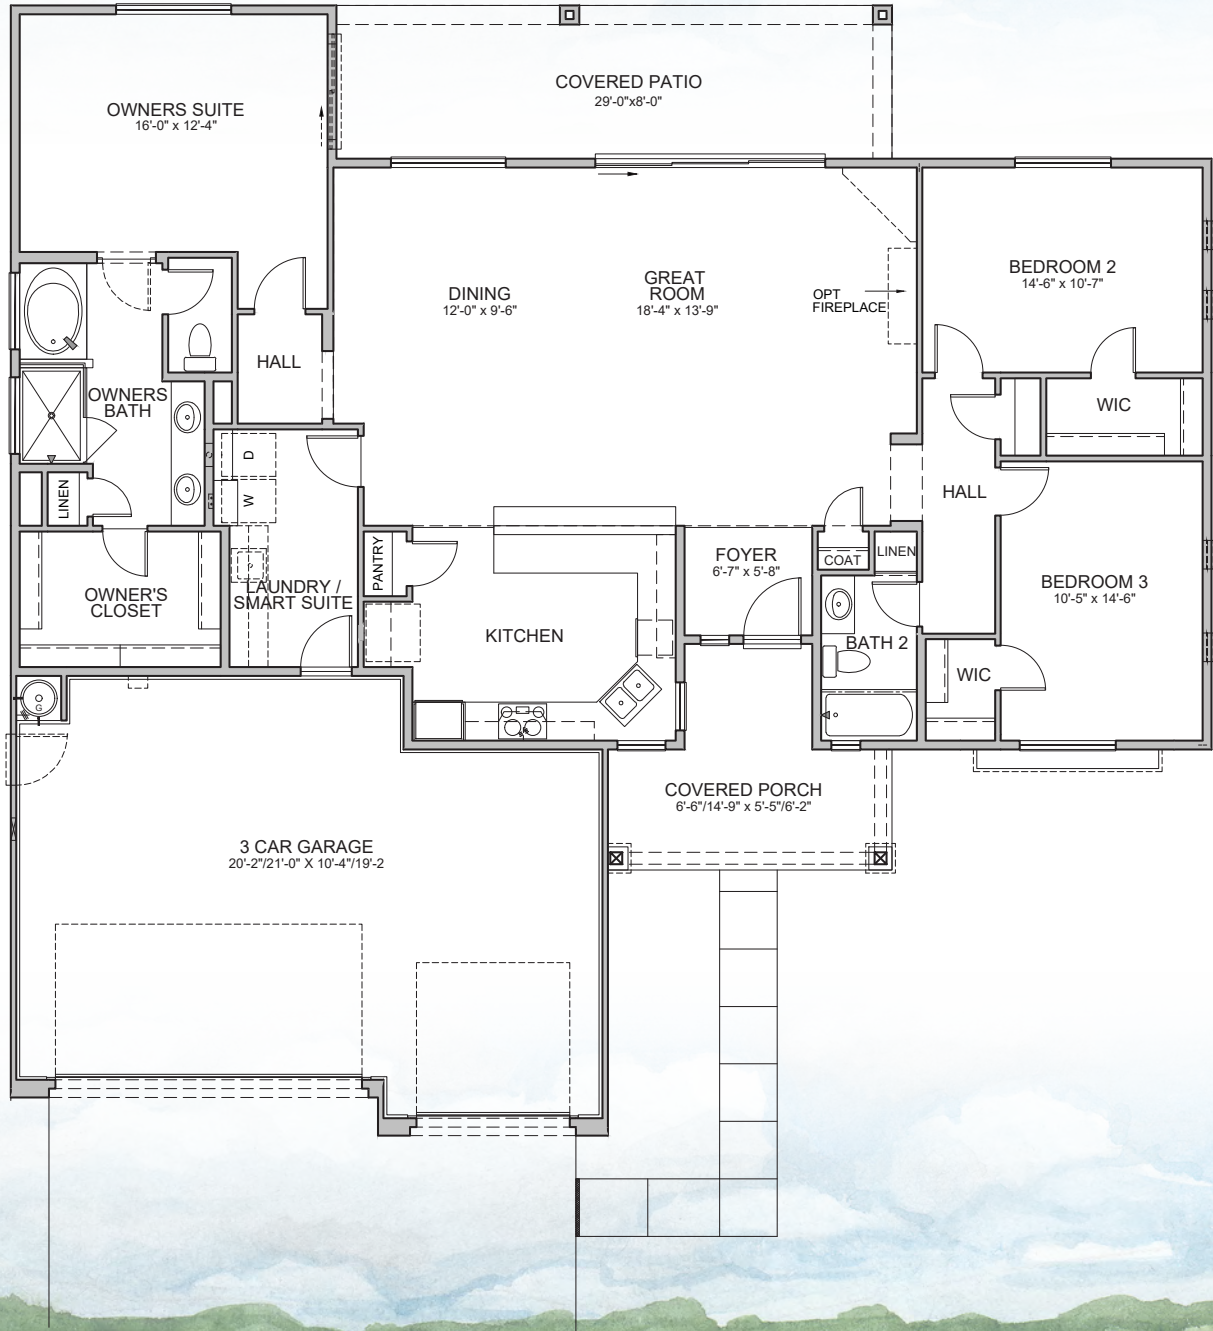 COVERED PATIO
29'-0"x8'-0"
OWNERS SUITE
16'-0" x 12'-4"
DINING
12'-0" x 9'-6"
GREAT
ROOM
18'-4" x 13'-9"
OPT
FIREPLACE
BEDROOM 2
14'-6" x 10'-7"
HALL
OWNERS
BATH
WIC
D
W
LINEN
HALL
PANTRY
FOYER
6'-7" x 5'-8"
COAT
LINEN
OWNER'S
CLOSET
LAUNDRY /
SMART SUITE
KITCHEN
BEDROOM 3
10'-5" x 14'-6"
BATH 2
WIC
G
COVERED PORCH
6'-6"/14'-9" x 5'-5"/6'-2"
3 CAR GARAGE
20'-2"/21'-0" X 10'-4"/19'-2